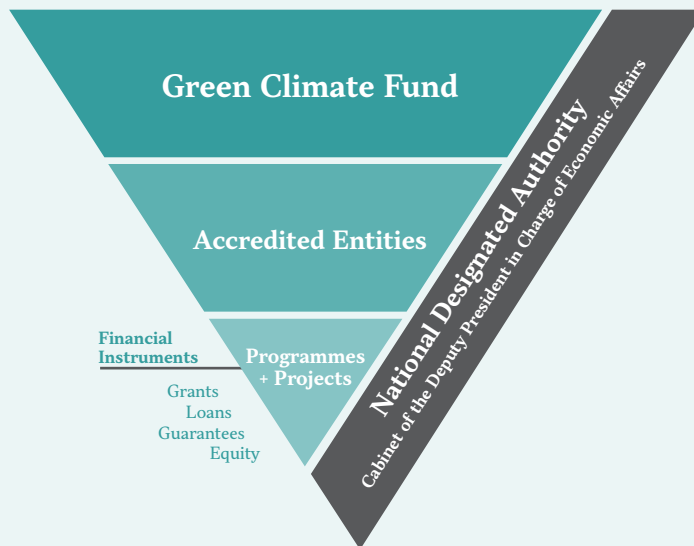 Green Climate Fund
Accredited Entities
Programmes
+ Projects
Financial
Instruments
Grants
Loans
Guarantees
Equity
National Designated Authority
Cabinet of the Deputy President in Charge of Economic Affairs